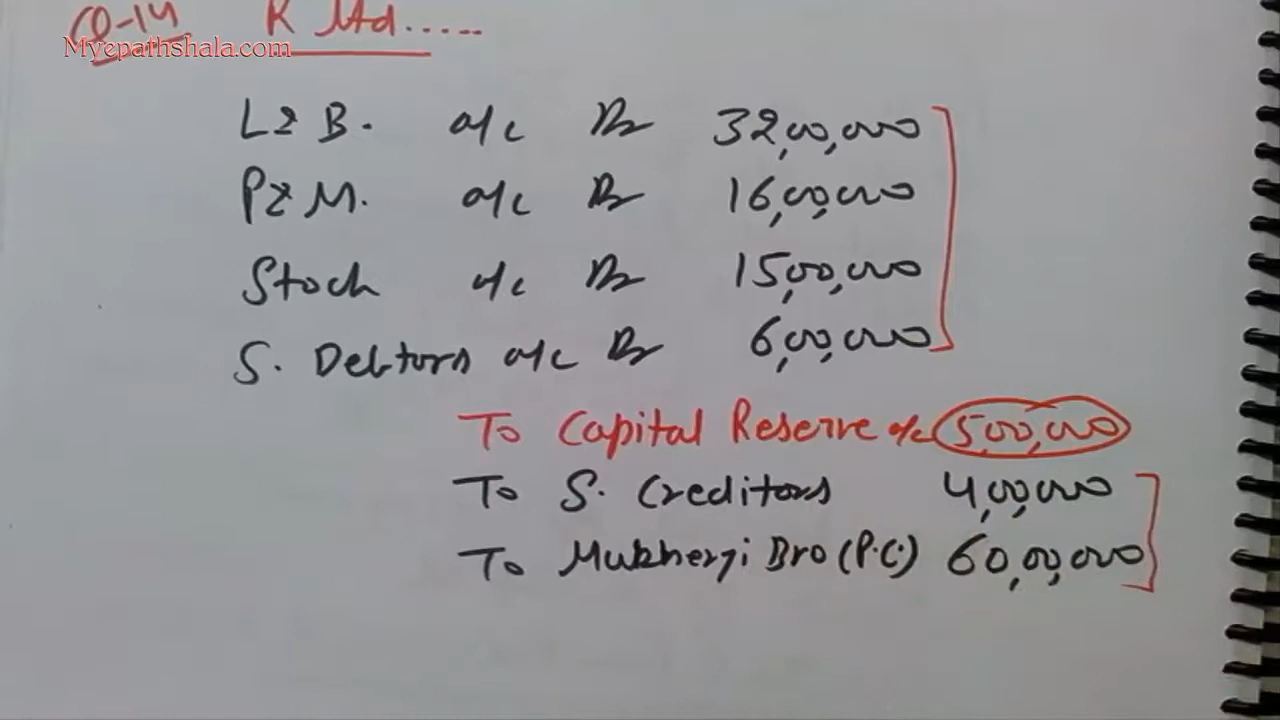 Q-14 R Ltd.....
Myepathshala.com
L & B. a/c Dr 32,00,000
P & M. a/c Dr 16,00,000
Stock a/c Dr 15,00,000
S. Debtors a/c Dr 6,00,000
To Capital Reserve a/c 5,00,000
To S. Creditors 4,00,000
To Mukherji Bro (P.C.) 60,00,000